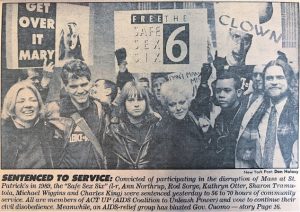 GET
OVER
IT
MARY
FREE THE
SAFE
SEX
SIX
6
CLOWN
New York Post: Don Halasy
SENTENCED TO SERVICE: Convicted of participating in the disruption of Mass at St.
Patrick's in 1989, the "Safe Sex Six" (l-r, Ann Northrup, Rod Sorge, Kathryn Otter, Sharon Trama-
tola, Michael Wiggins and Charles King) were sentenced yesterday to 56 to 70 hours of community
service. All are members of ACT UP (AIDS Coalition to Unleash Power) and vow to continue their
civil disobedience. Meanwhile, an AIDS-relief group has blasted Gov. Cuomo — story Page 16.